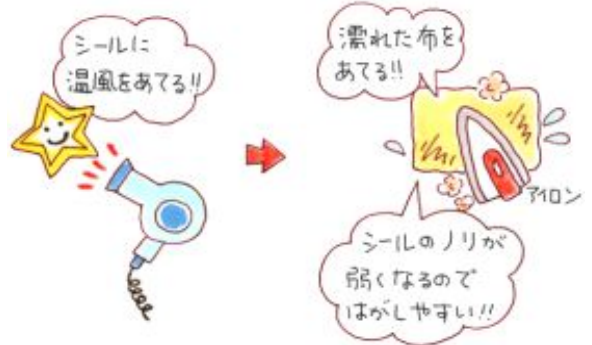 シールに
温風をあてる!!
濡れた布を
あてる!!
アイロン
シールのノリが
弱くなるので
はがしやすい!!